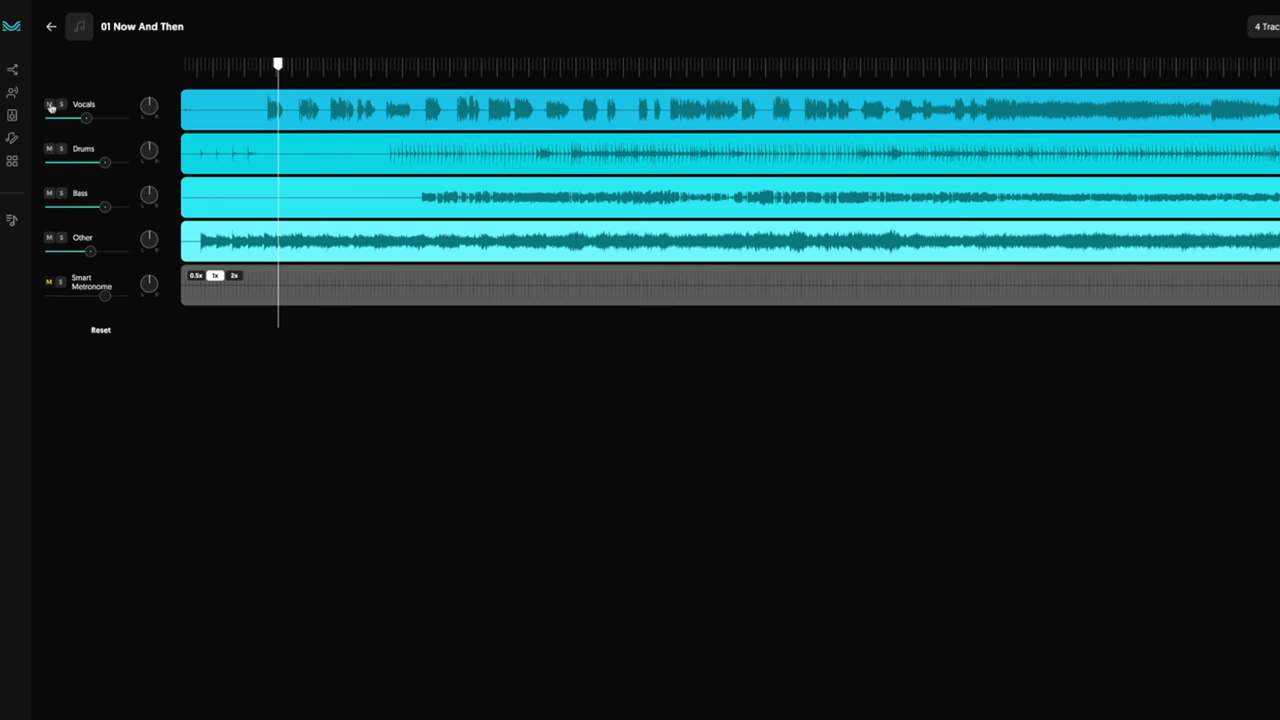 01 Now And Then
4 Trac
M S Vocals
L R
M S Drums
L R
M S Bass
L R
M S Other
L R
M S Smart Metronome
L R
0.5x 1x 2x
Reset